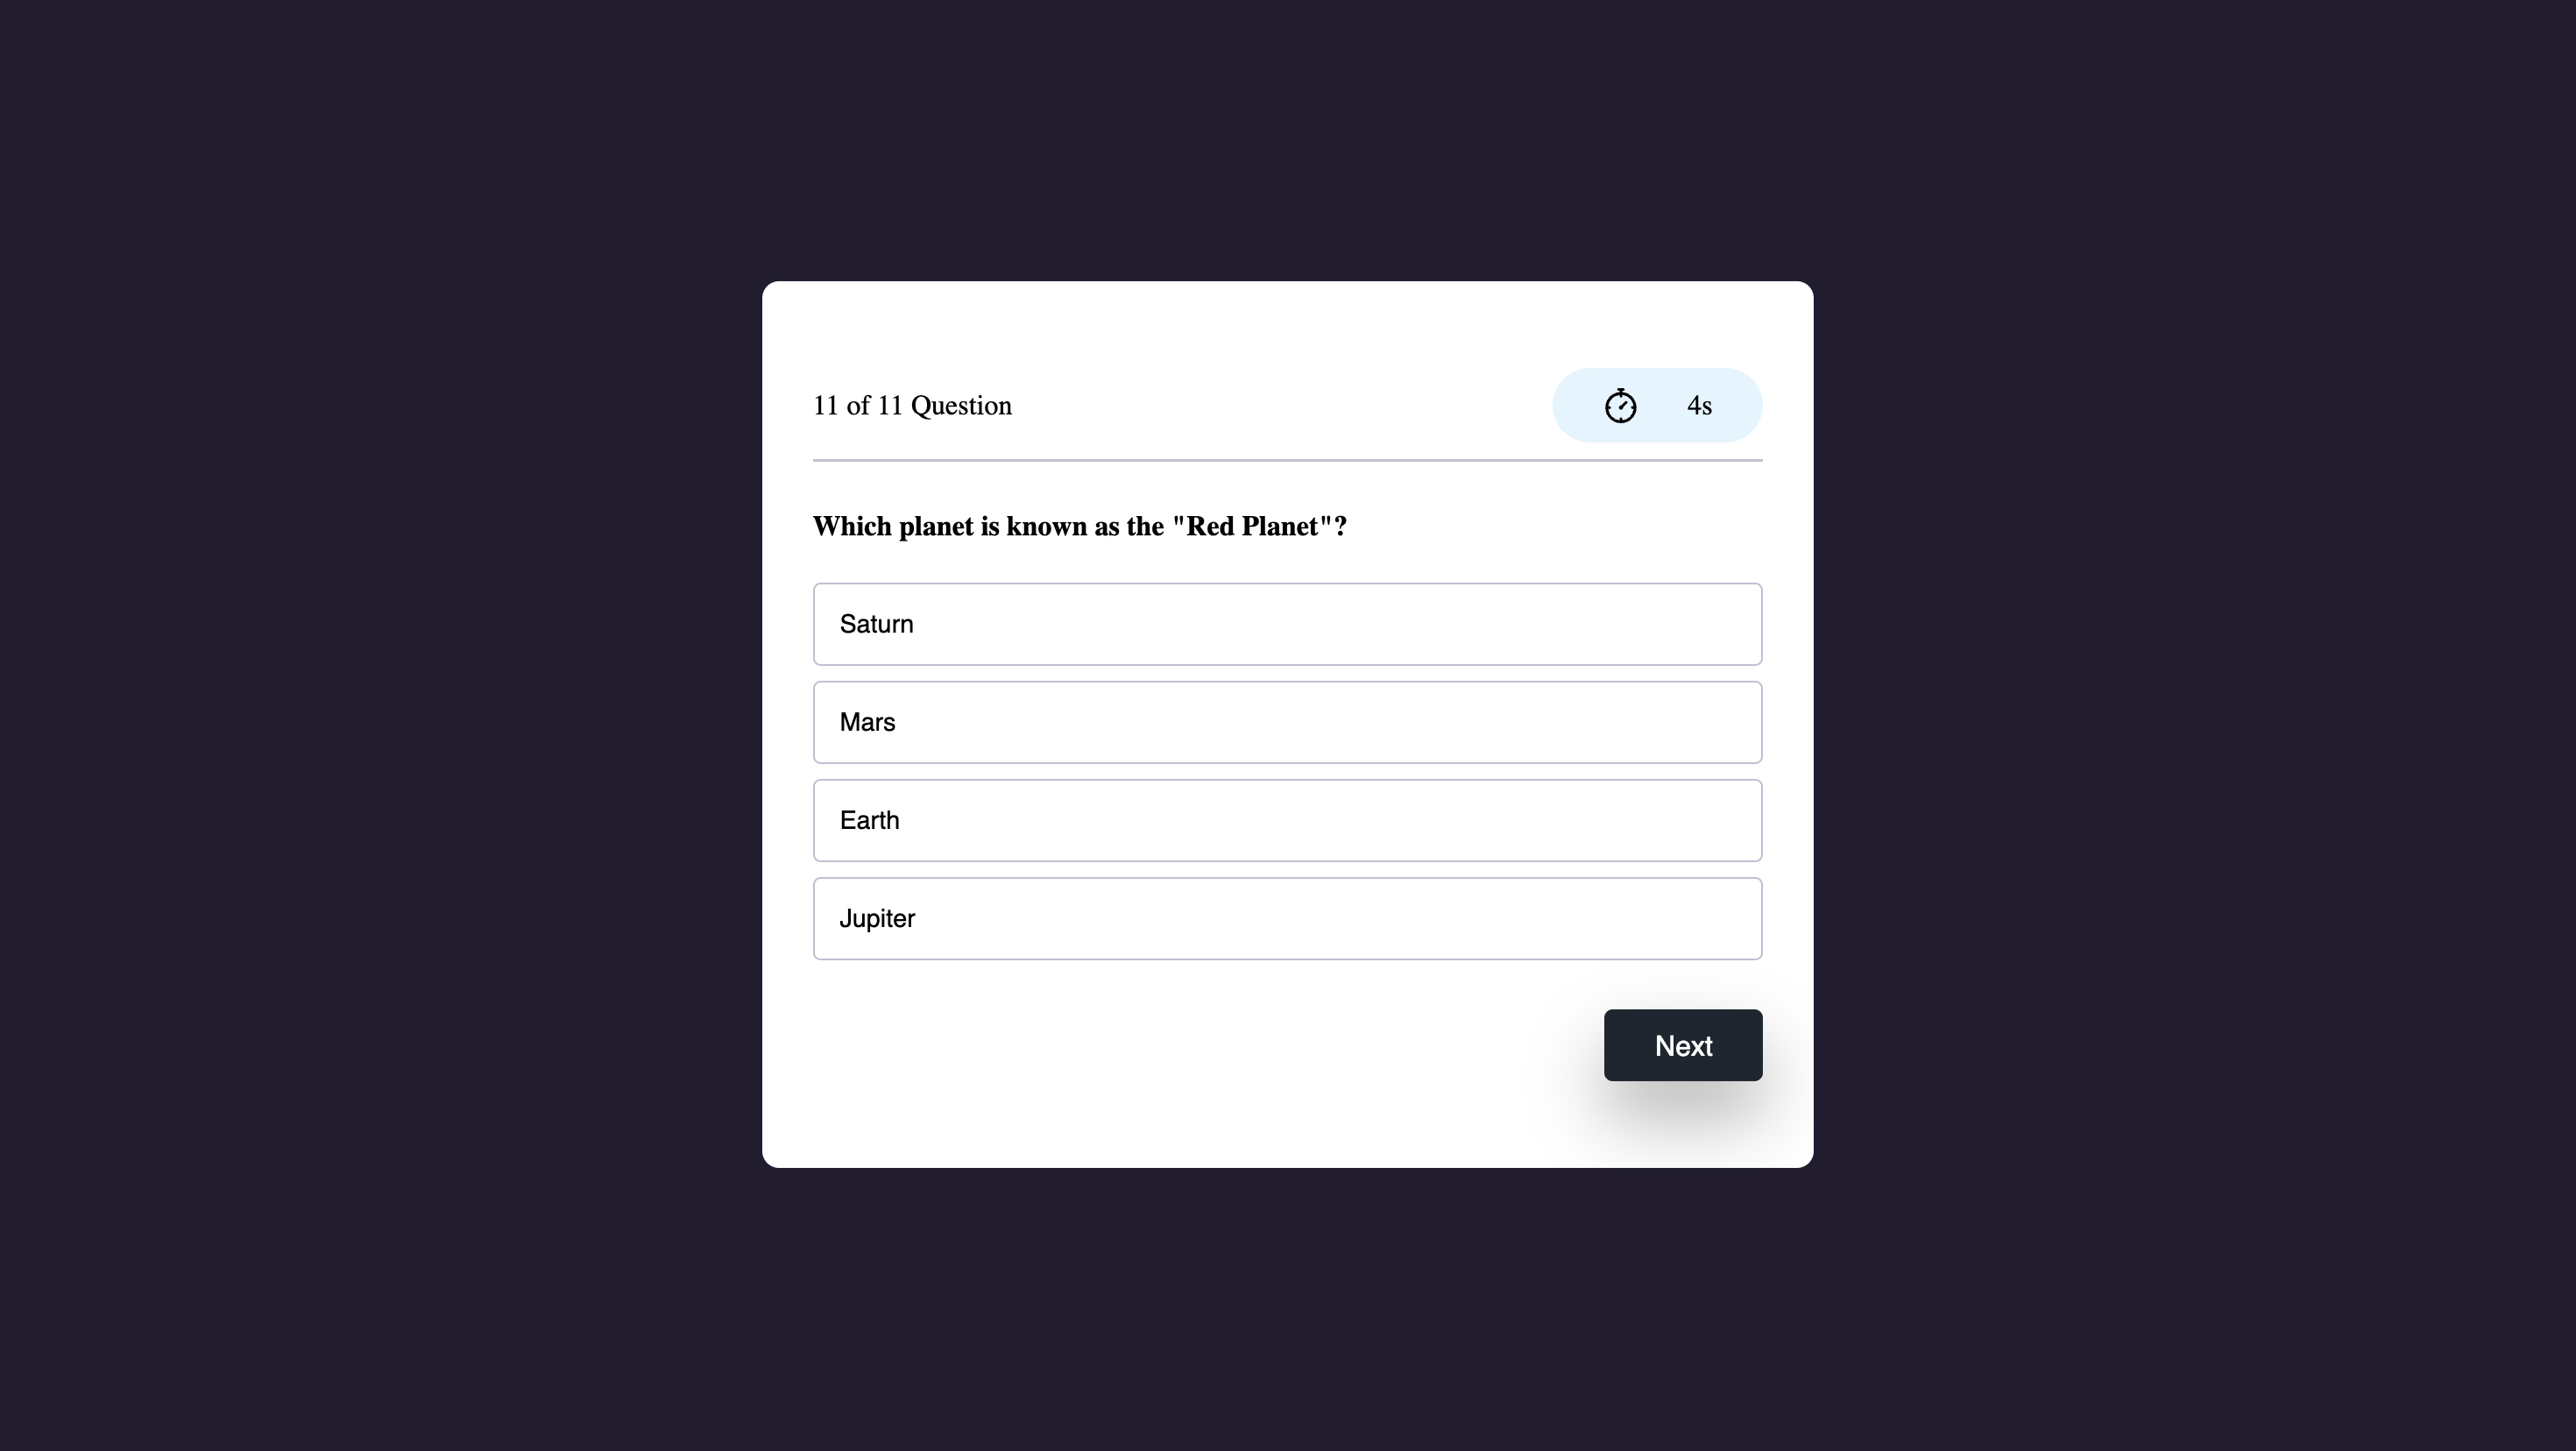 11 of 11 Question
4s
Which planet is known as the "Red Planet"?
Saturn
Mars
Earth
Jupiter
Next